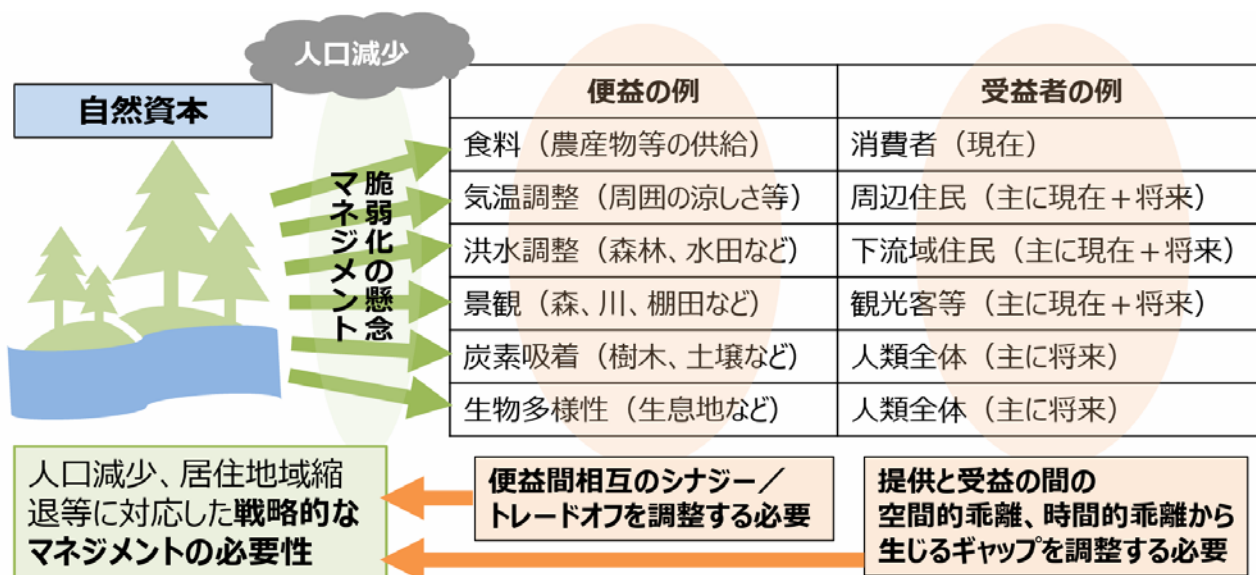 人口減少
自然資本
便益の例
受益者の例
食料（農産物等の供給）
消費者（現在）
気温調整（周囲の涼しさ等）
周辺住民（主に現在＋将来）
洪水調整（森林、水田など）
下流域住民（主に現在＋将来）
景観（森、川、棚田など）
観光客等（主に現在＋将来）
炭素吸着（樹木、土壌など）
人類全体（主に将来）
生物多様性（生息地など）
人類全体（主に将来）
脆弱化の懸念
マネジメント
人口減少、居住地域縮
退等に対応した戦略的な
マネジメントの必要性
便益間相互のシナジー／
トレードオフを調整する必要
提供と受益の間の
空間的乖離、時間的乖離から
生じるギャップを調整する必要